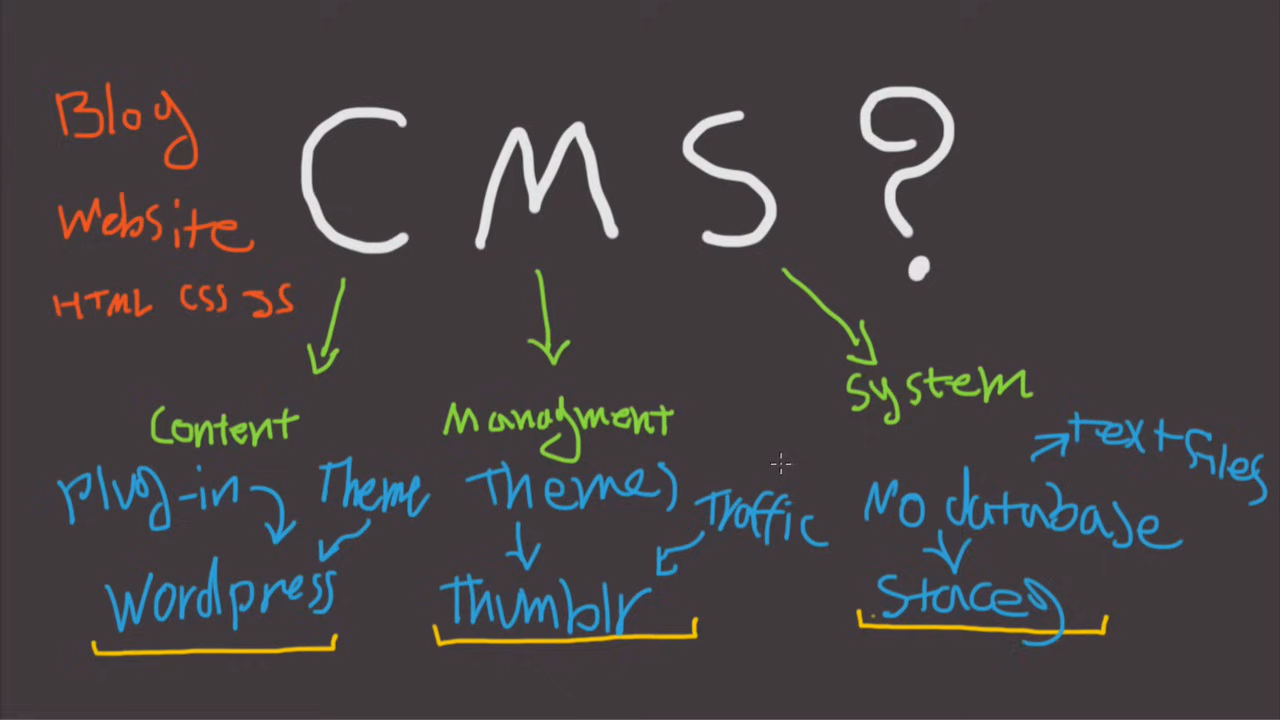 Blog
Website
HTML CSS JS
CMS?
Content
Managment
System
Plug-in
Theme
Wordpress
Themes
Traffic
Thumblr
No database
text files
Stacey